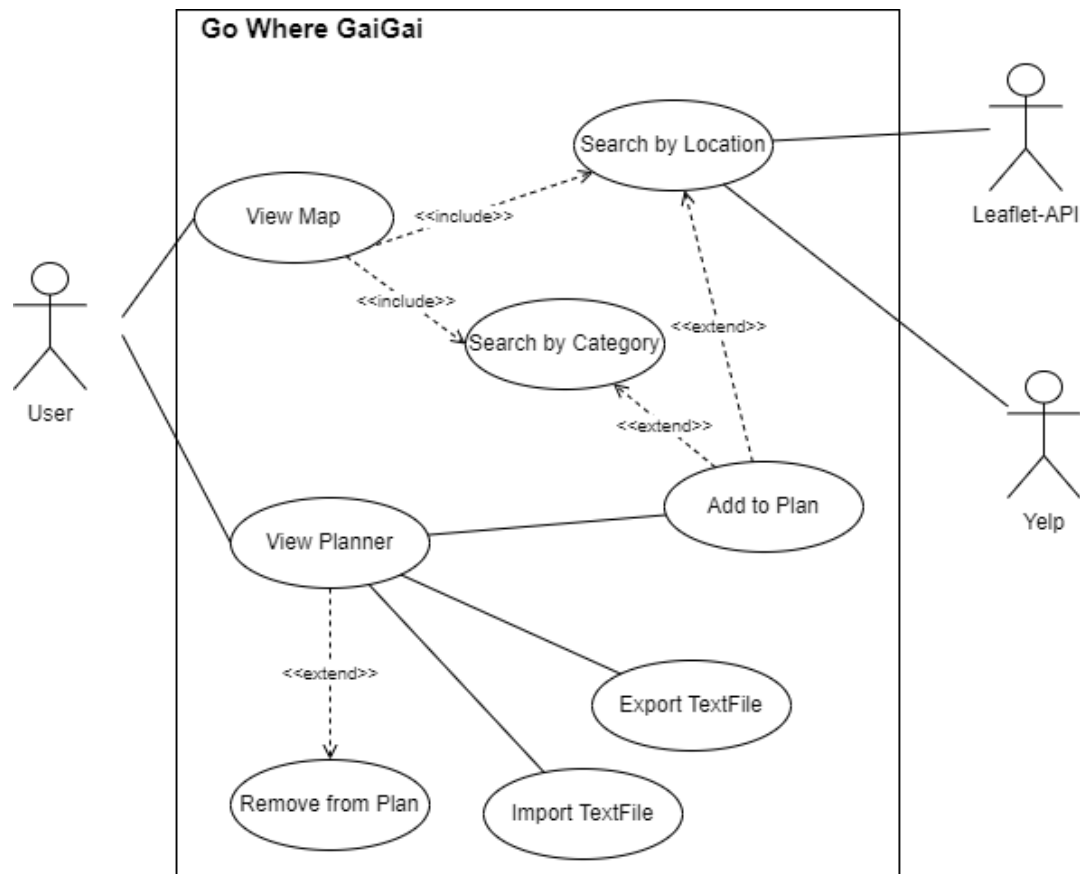 Go Where GaiGai
Search by Location
Leaflet-API
View Map
<<include>>
<<include>>
Search by Category
<<extend>>
User
<<extend>>
Add to Plan
Yelp
View Planner
<<extend>>
Export TextFile
Remove from Plan
Import TextFile